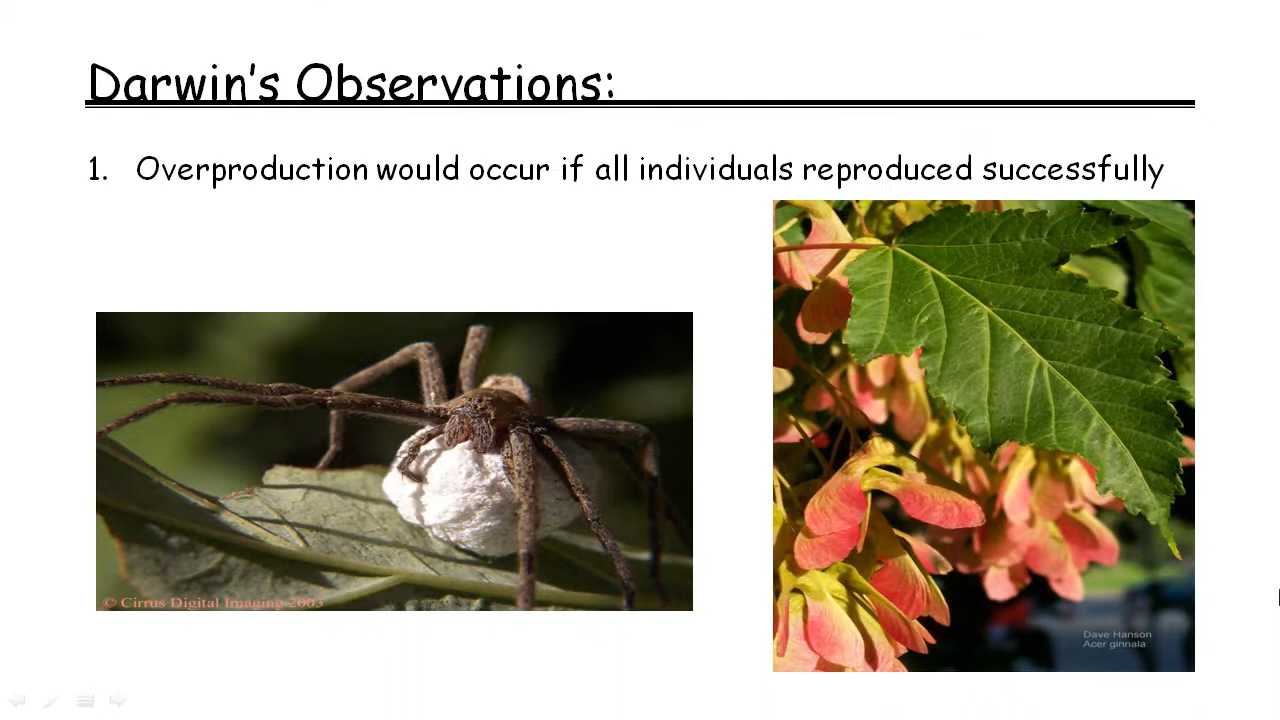 Darwin's Observations:
1. Overproduction would occur if all individuals reproduced successfully
© Cirrus Digital Imaging 2003
Dave Hanson
Acer ginnala